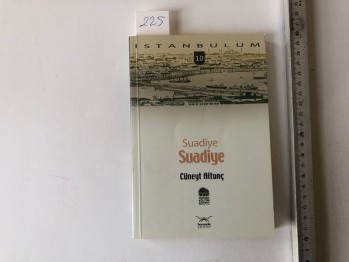 225
İSTANBULUM
10
Suadiye
Suadiye
Cüneyt Altunç